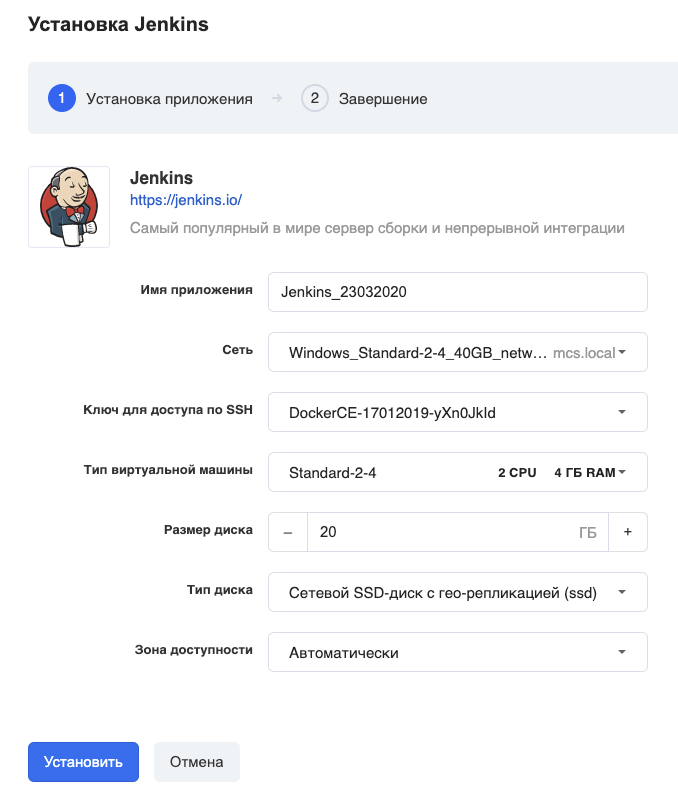 Установка Jenkins
1 Установка приложения → 2 Завершение
Jenkins
https://jenkins.io/
Самый популярный в мире сервер сборки и непрерывной интеграции
Имя приложения Jenkins_23032020
Сеть Windows_Standard-2-4_40GB_netw... mcs.local
Ключ для доступа по SSH DockerCE-17012019-yXn0JkId
Тип виртуальной машины Standard-2-4 2 CPU 4 ГБ RAM
Размер диска – 20 ГБ +
Тип диска Сетевой SSD-диск с гео-репликацией (ssd)
Зона доступности Автоматически
Установить Отмена